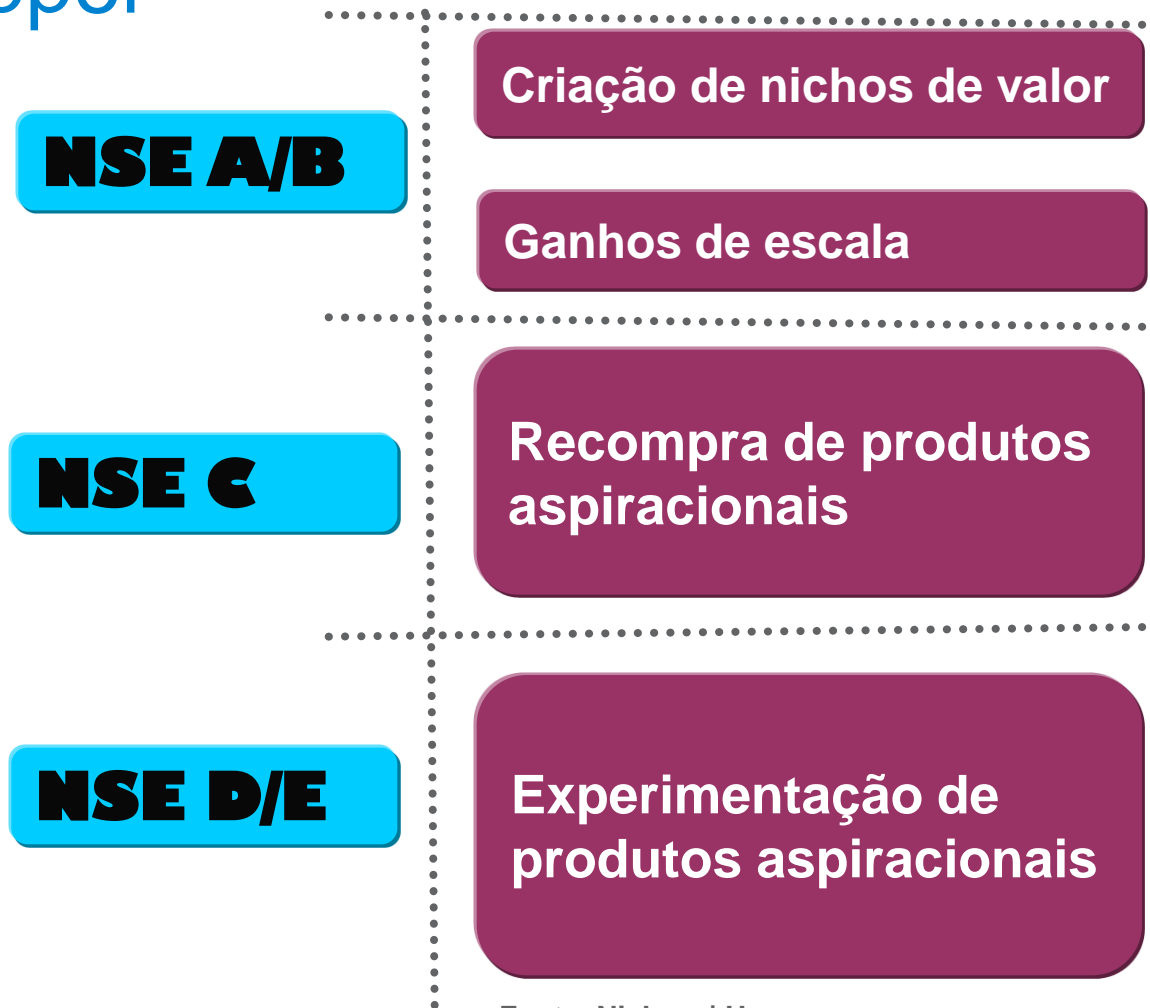 NSE A/B
Criação de nichos de valor
Ganhos de escala
NSE C
Recompra de produtos
aspiracionais
NSE D/E
Experimentação de
produtos aspiracionais